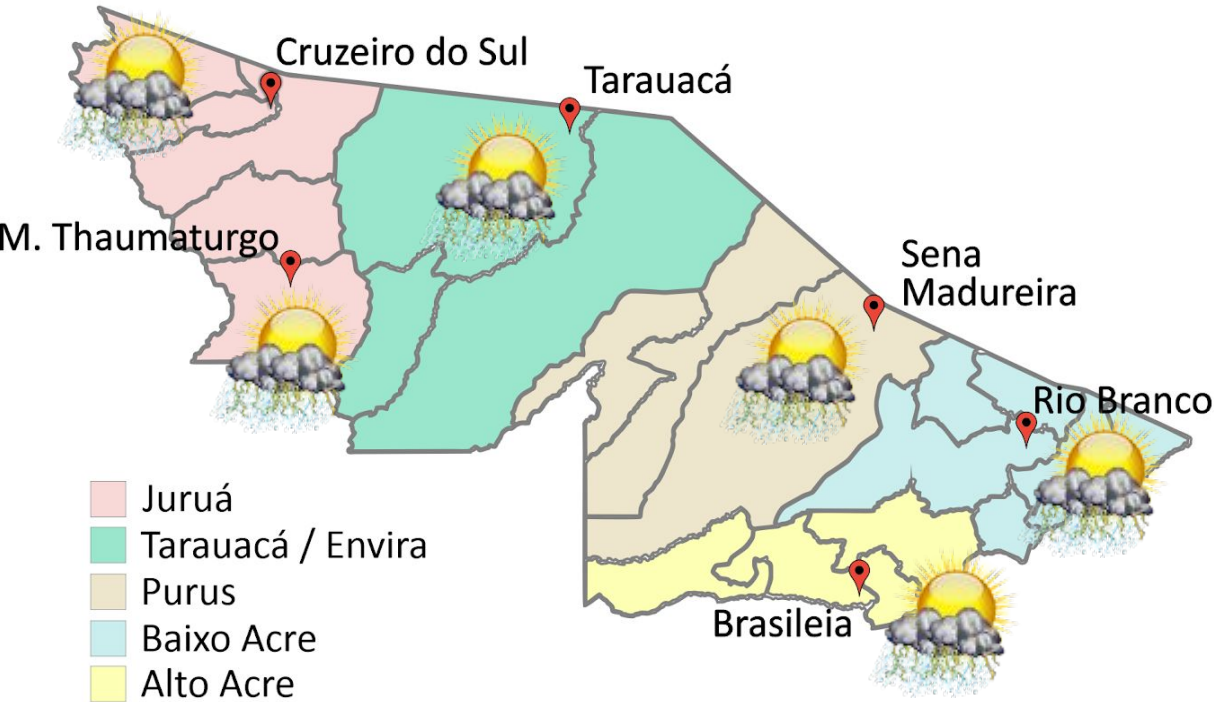 Cruzeiro do Sul
Tarauacá
M. Thaumaturgo
Sena
Madureira
Rio Branco
Brasileia
Juruá
Tarauacá / Envira
Purus
Baixo Acre
Alto Acre